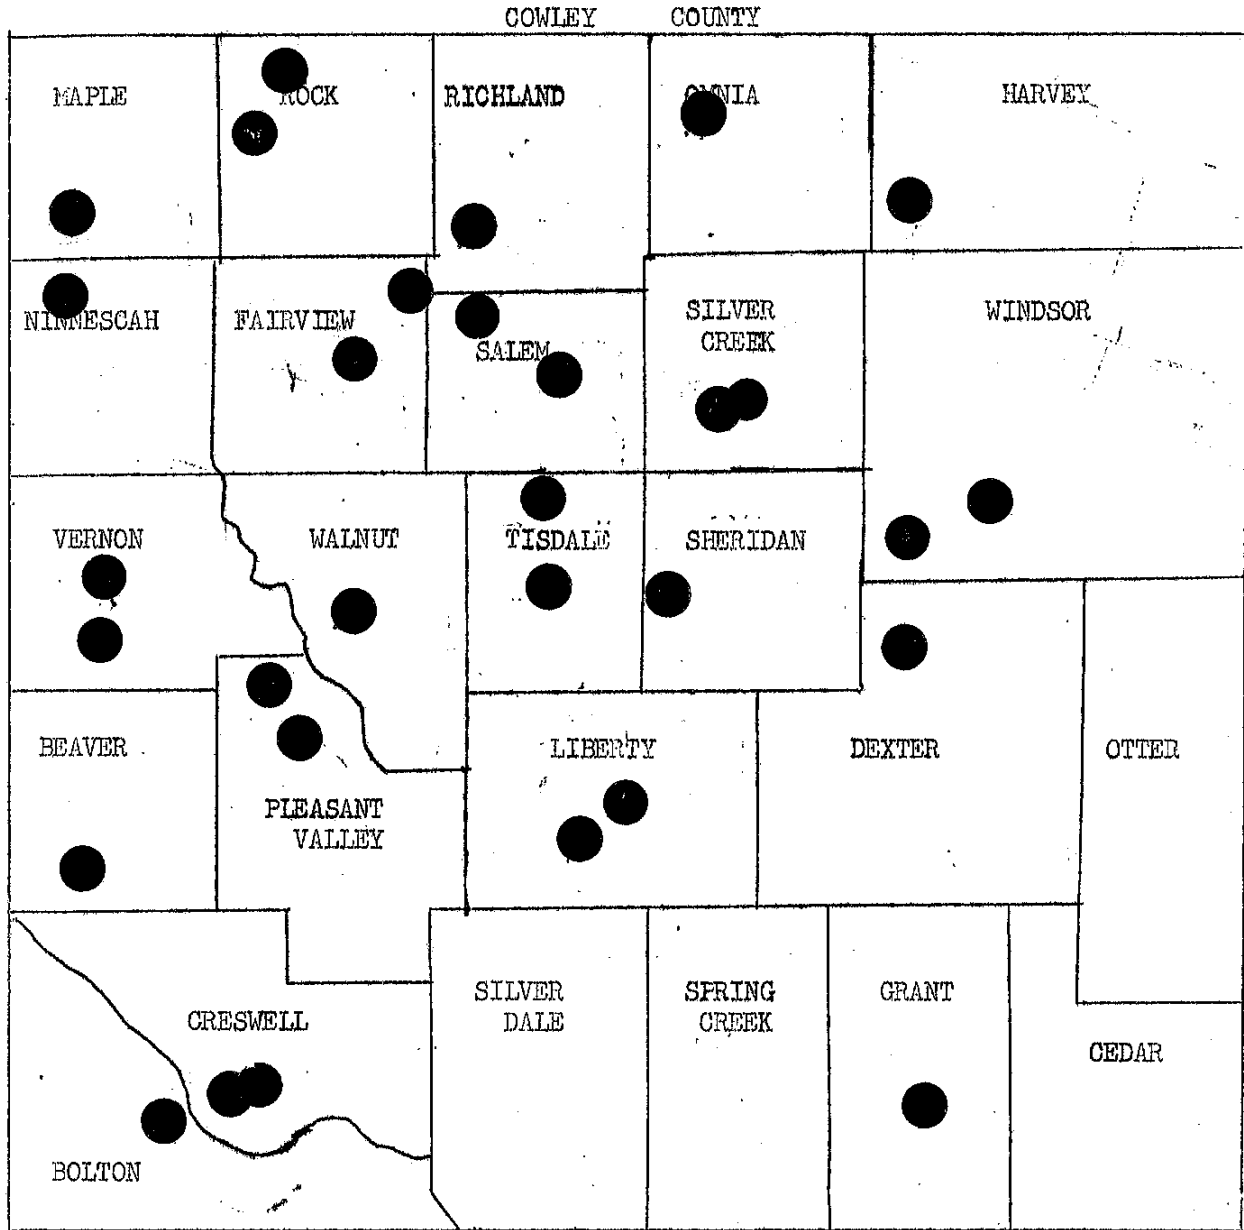 COWLEY COUNTY
MAPLE
ROCK
RICHLAND
OMNIA
HARVEY
NINNESCAH
FAIRVIEW
SALEM
SILVER
CREEK
WINDSOR
VERNON
WALNUT
TISDALE
SHERIDAN
BEAVER
PLEASANT
VALLEY
LIBERTY
DEXTER
OTTER
CRESWELL
SILVER
DALE
SPRING
CREEK
GRANT
CEDAR
BOLTON